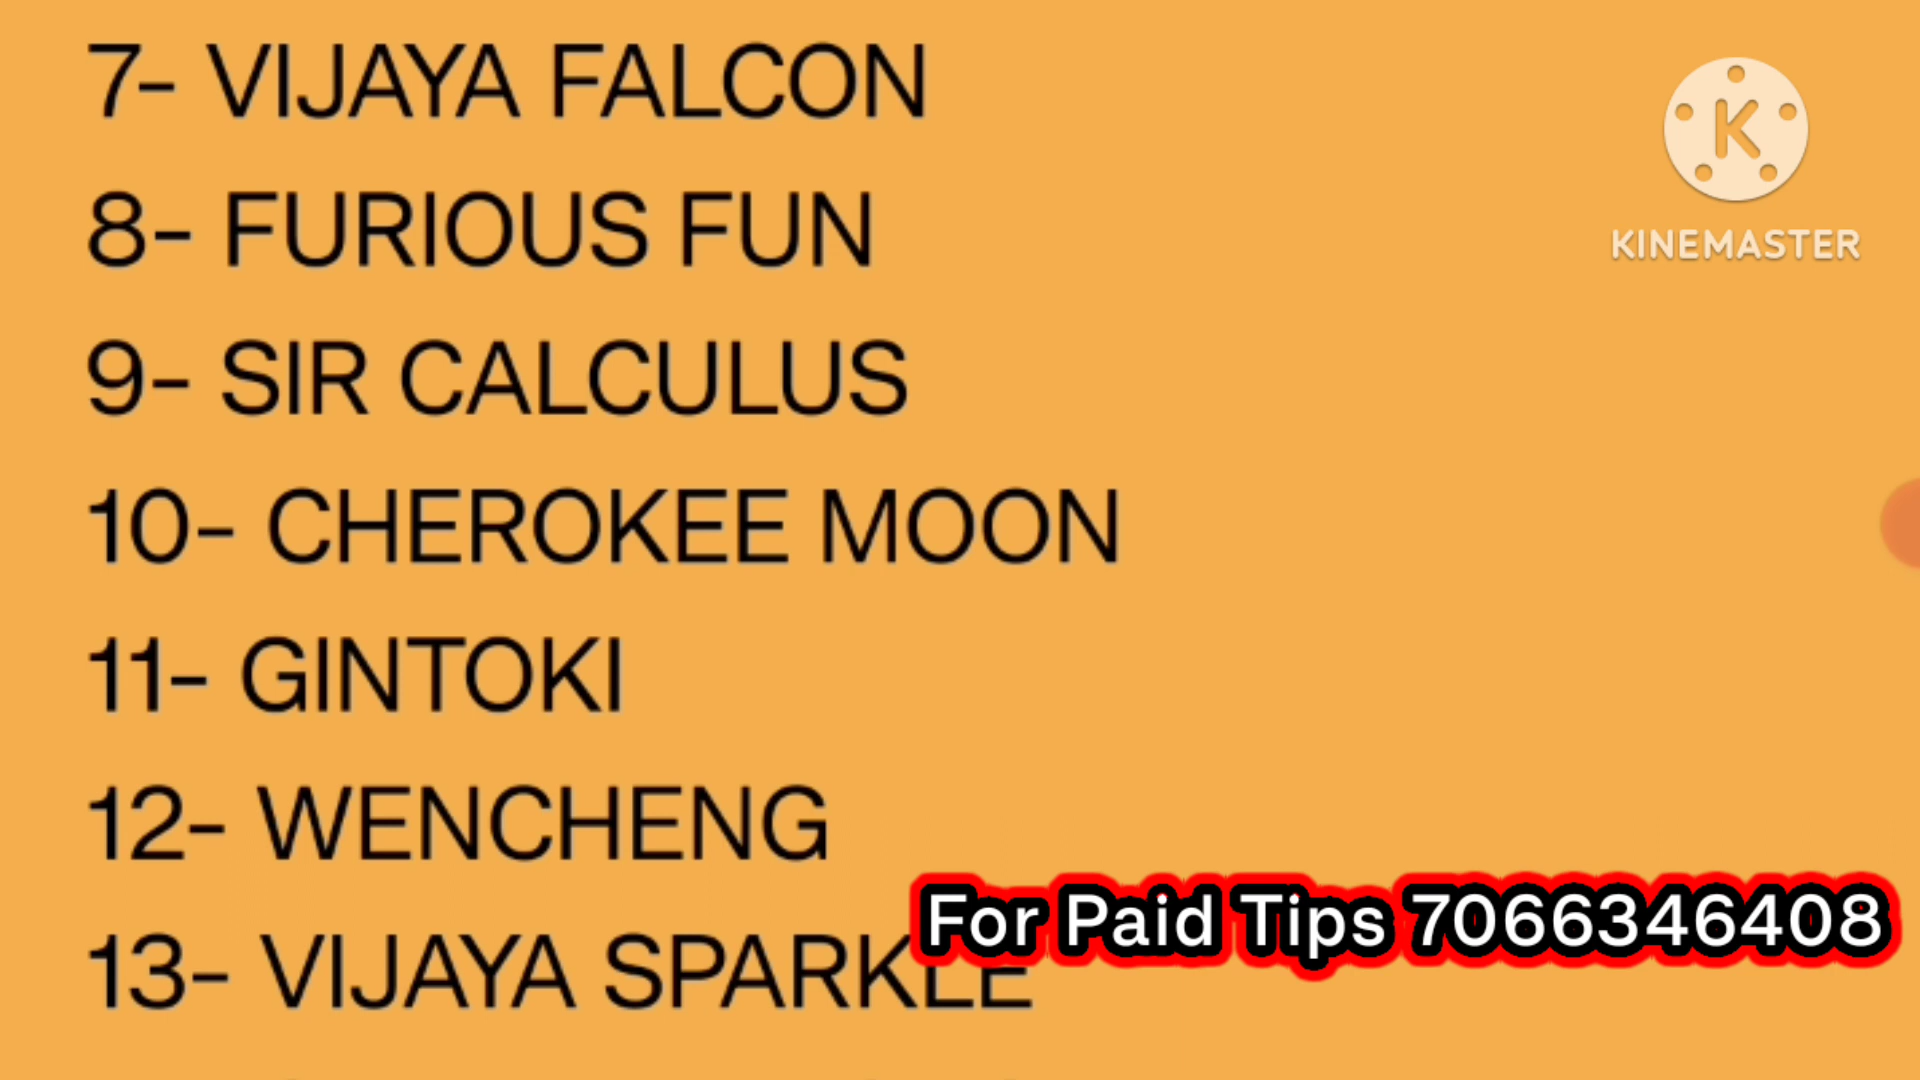 7- VIJAYA FALCON
8- FURIOUS FUN
9- SIR CALCULUS
10- CHEROKEE MOON
11- GINTOKI
12- WENCHENG
13- VIJAYA SPARKLE
K
KINEMASTER
For Paid Tips 7066346408